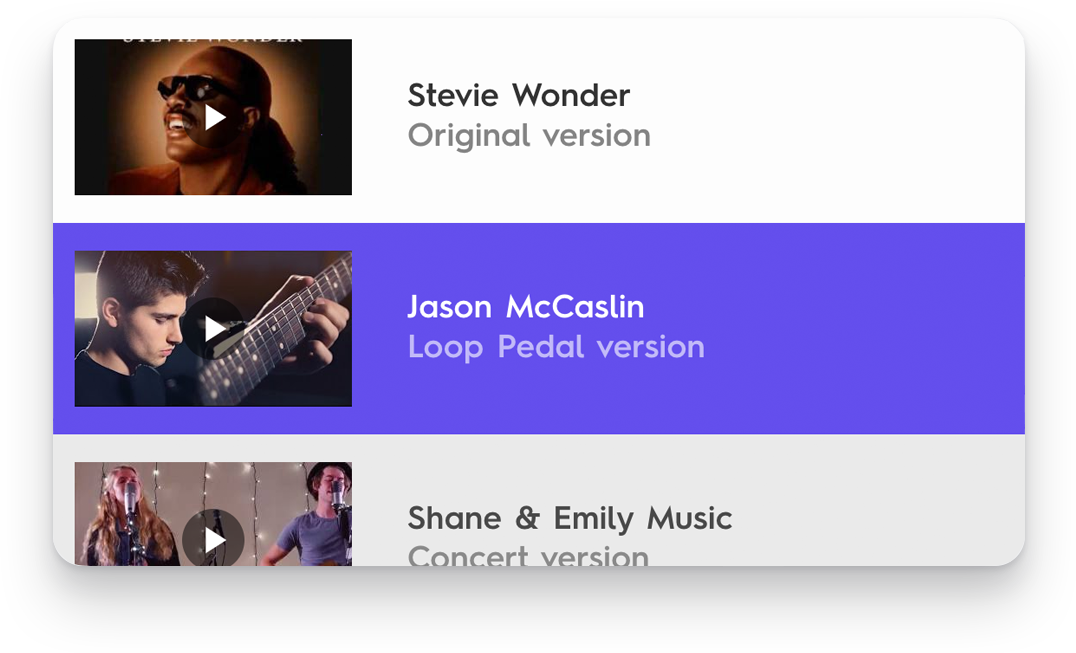 STEVIE WONDER
Stevie Wonder
Original version
Jason McCaslin
Loop Pedal version
Shane & Emily Music
Concert version